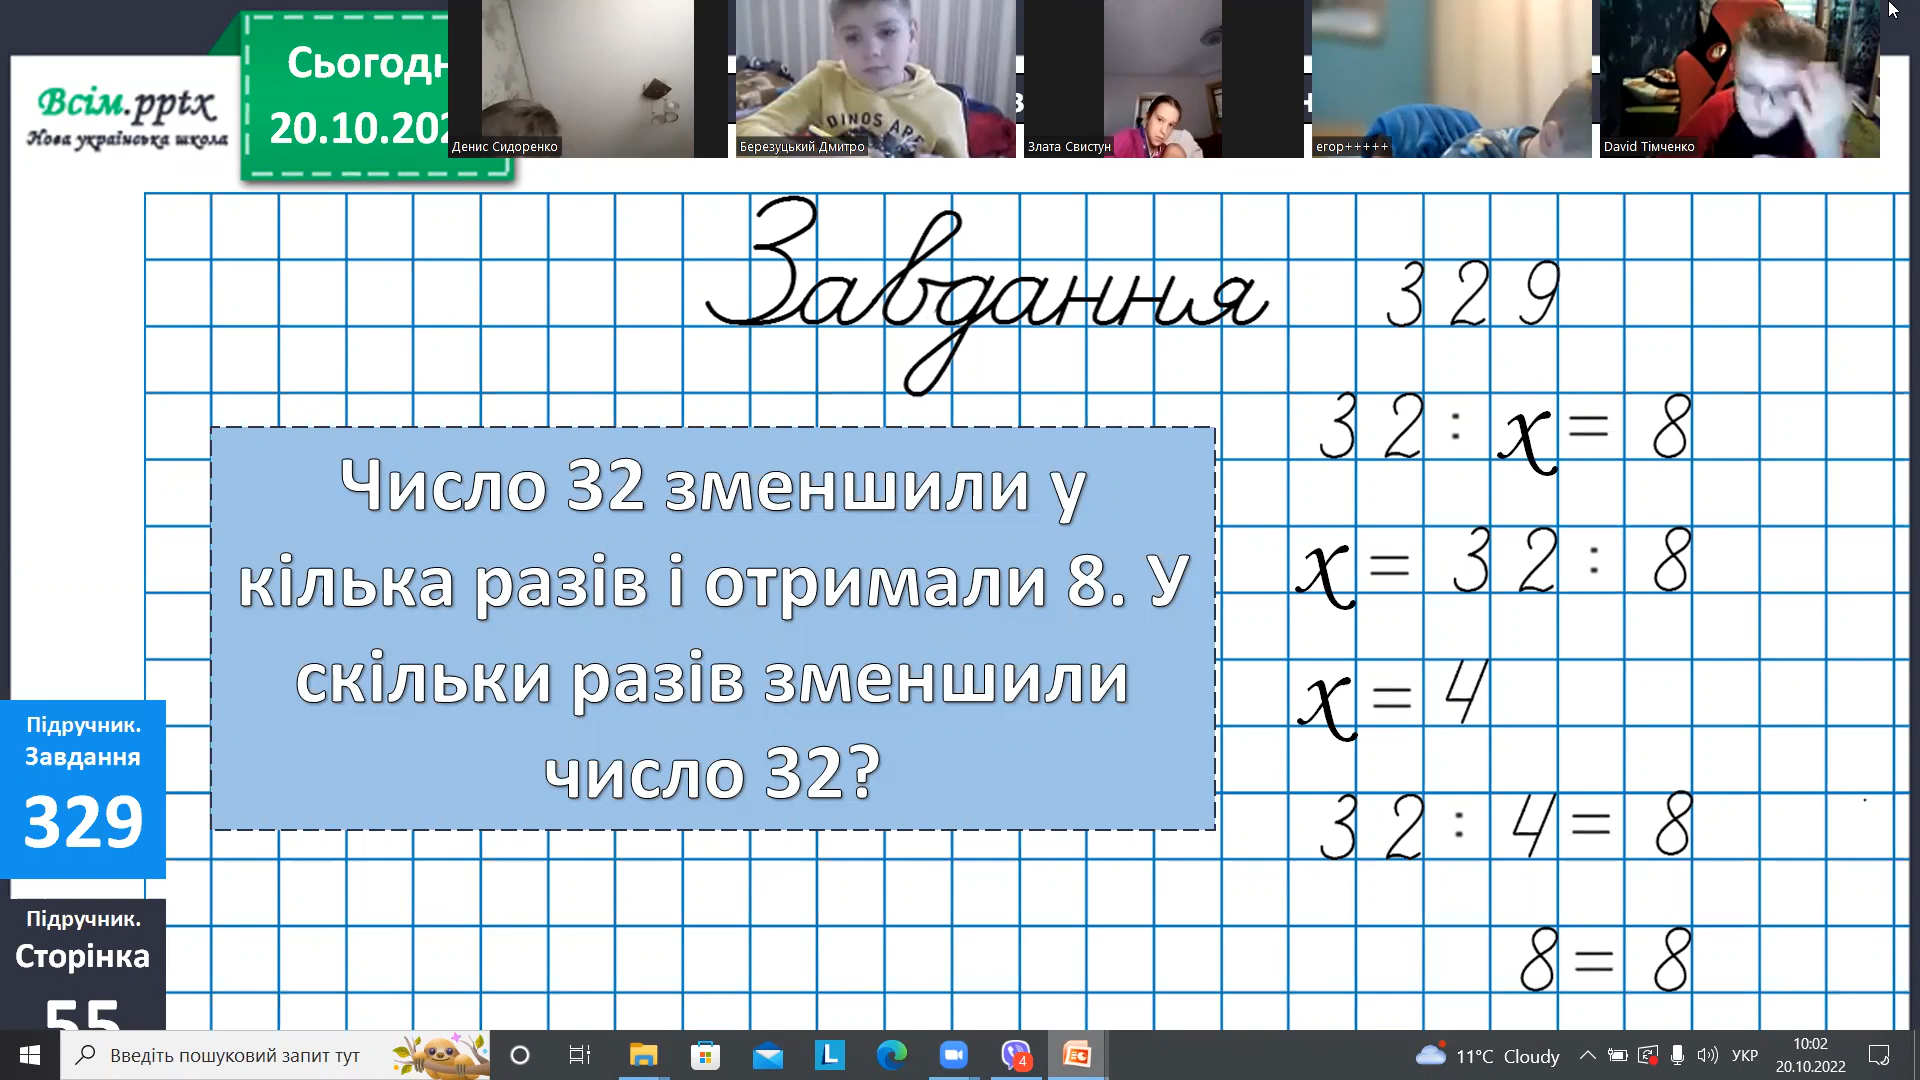 Сьогодн
20.10.202
Всім.pptx
Нова українська школа
Денис Сидоренко
Березуцький Дмитро
Злата Свистун
егор+++++
David Тімченко
DINOS ARE
Завдання 329
Число 32 зменшили у
кілька разів і отримали 8. У
скільки разів зменшили
число 32?
32 : x = 8
x = 32 : 8
x = 4
32 : 4 = 8
8 = 8
Підручник.
Завдання
329
Підручник.
Сторінка
55
Введіть пошуковий запит тут
L
4
11°C Cloudy
УКР
10:02
20.10.2022